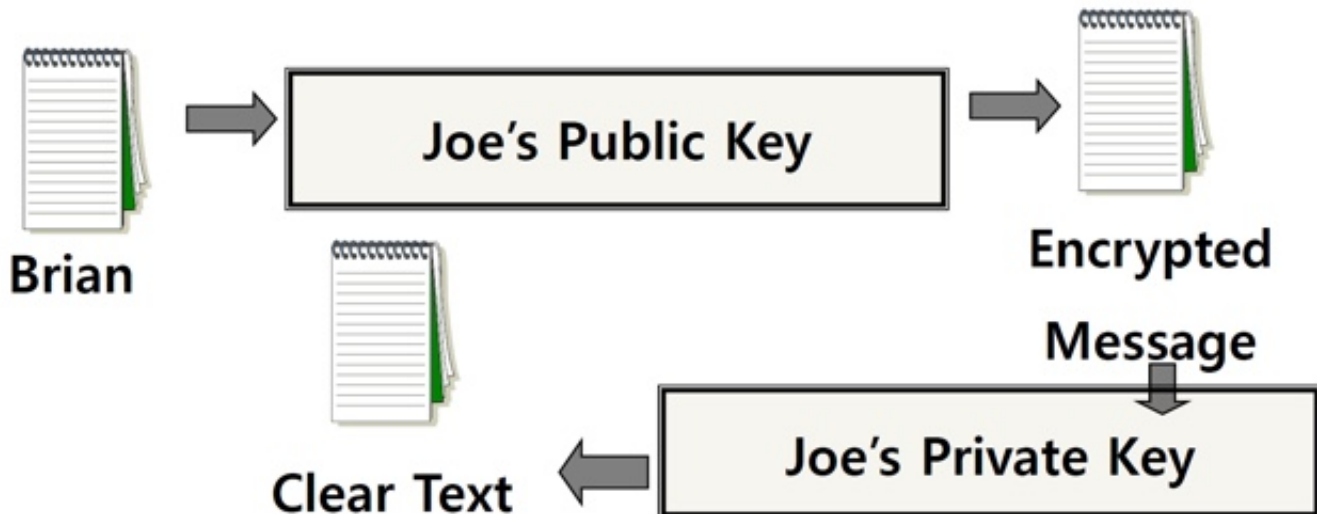 Joe's Public Key
Brian
Encrypted
Message
Joe's Private Key
Clear Text